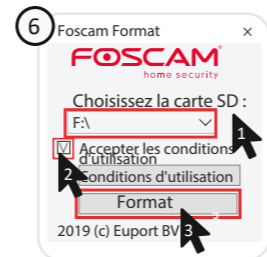 6
Foscam Format ×
FOSCAM
home security
Choisissez la carte SD :
F:\
1
Accepter les conditions
d'utilisation
2
Conditions d'utilisation
Format
3
2019 (c) Euport BV